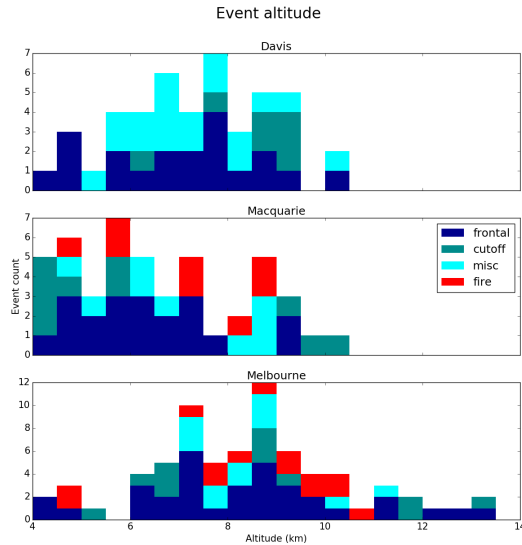 Event altitude
Davis
7
6
5
4
3
2
1
0
Macquarie
8
7
6
5
4
3
2
1
0
frontal
cutoff
misc
fire
Event count
Melbourne
12
10
8
6
4
2
0
4 6 8 10 12 14
Altitude (km)